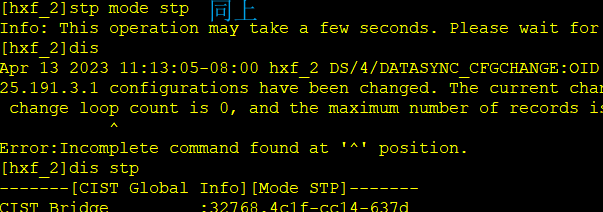 [hxf_2]stp mode stp 同上
Info: This operation may take a few seconds. Please wait for
[hxf_2]dis
Apr 13 2023 11:13:05-08:00 hxf_2 DS/4/DATASYNC_CFGCHANGE:OID
25.191.3.1 configurations have been changed. The current chan
change loop count is 0, and the maximum number of records is
^
Error:Incomplete command found at '^' position.
[hxf_2]dis stp
-------[CIST Global Info][Mode STP]-------
CIST Bridge :32768.4c1f-cc14-637d